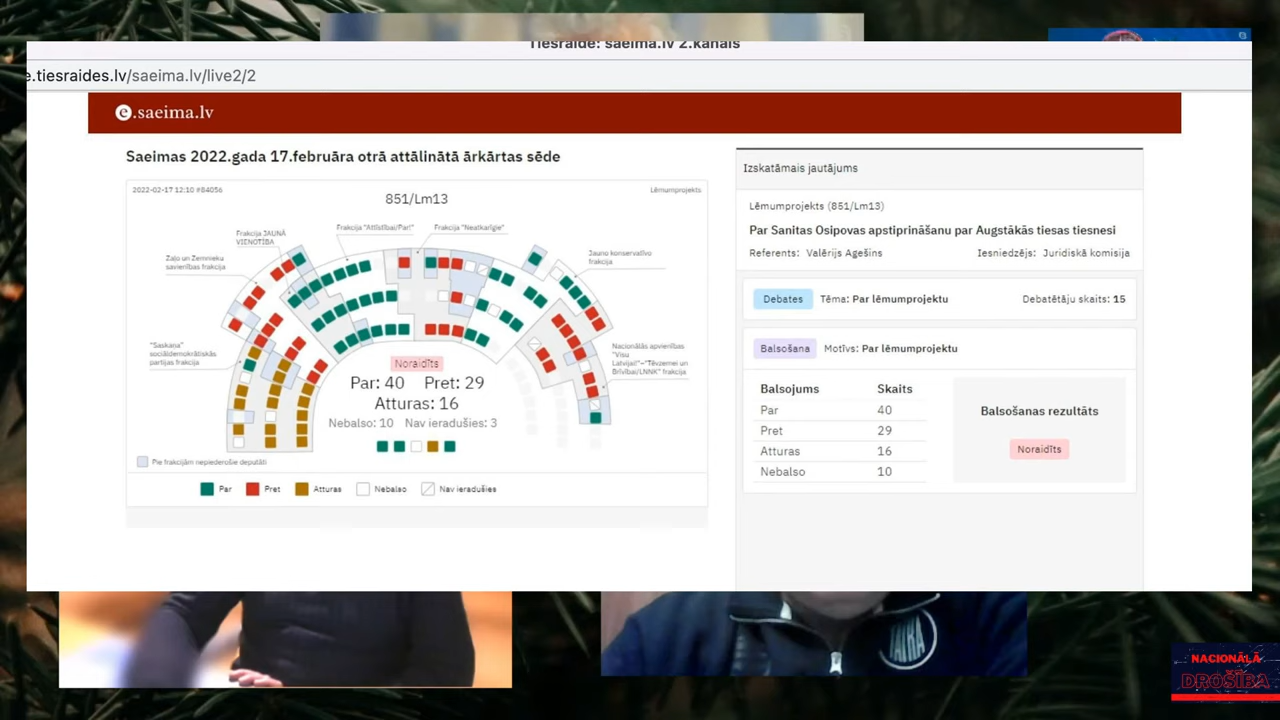 Tiesraide: saeima.lv 2.kanāls
e.tiesraides.lv/saeima.lv/live2/2
e.saeima.lv
Saeimas 2022.gada 17.februāra otrā attālinātā ārkārtas sēde
2022-02-17 12:10 #84056
Lēmumprojekts
851/Lm13
Frakcija JAUNĀ
VIENOTĪBA
Frakcija "Attīstībai/Par!"
Frakcija "Neatkarīgie"
Zaļo un Zemnieku
savienības frakcija
Jauno konservatīvo
frakcija
"Saskaņa"
sociāldemokrātiskās
partijas frakcija
Nacionālās apvienības
"Visu
Latvijai!"-"Tēvzemei un
Brīvībai/LNNK" frakcija
Noraidīts
Par: 40 Pret: 29
Atturas: 16
Nebalso: 10 Nav ieradušies: 3
Pie frakcijām nepiederošie deputāti
Par Pret Atturas Nebalso Nav ieradušies
Izskatāmais jautājums
Lēmumprojekts (851/Lm13)
Par Sanitas Osipovas apstiprināšanu par Augstākās tiesas tiesnesi
Referents: Valērijs Agešins Iesniedzējs: Juridiskā komisija
Debates Tēma: Par lēmumprojektu Debatētāju skaits: 15
Balsošana Motīvs: Par lēmumprojektu
Balsojums Skaits
Par 40
Pret 29
Atturas 16
Nebalso 10
Balsošanas rezultāts
Noraidīts
NACIONĀLĀ
DROŠĪBA